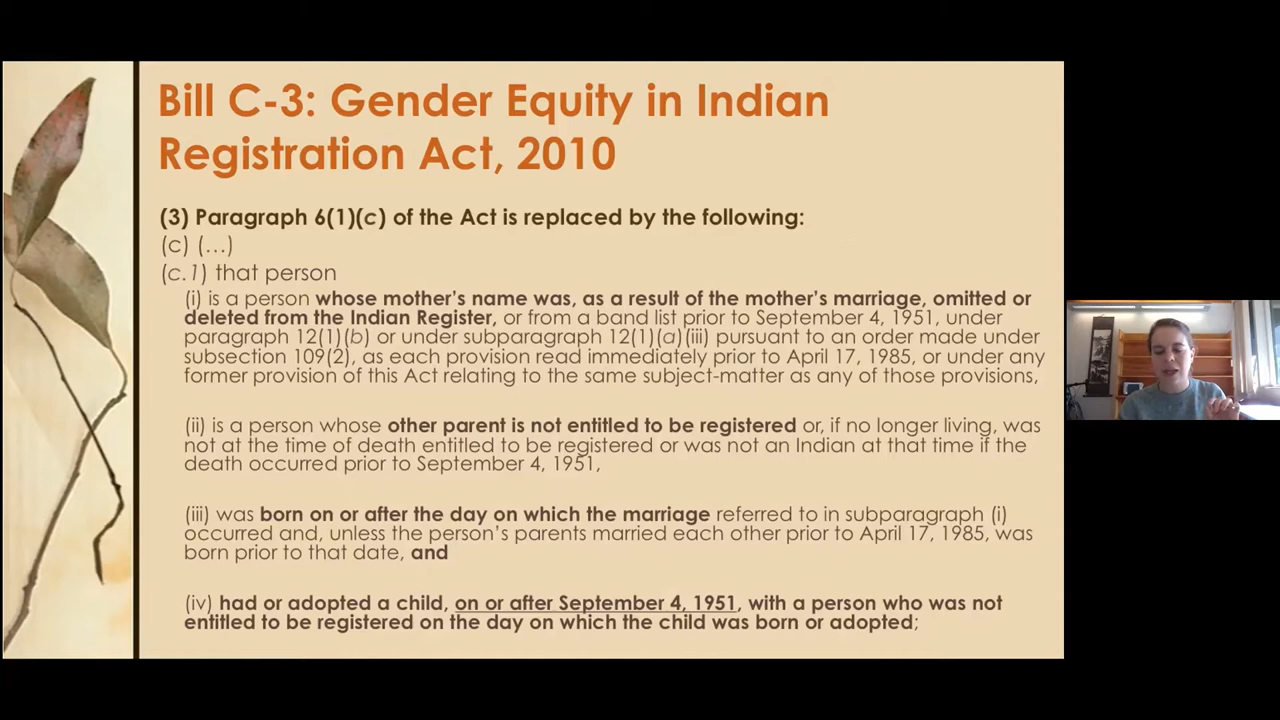 Bill C-3: Gender Equity in Indian
Registration Act, 2010
(3) Paragraph 6(1)(c) of the Act is replaced by the following:
(c) (…)
(c.1) that person
(i) is a person whose mother's name was, as a result of the mother's marriage, omitted or
deleted from the Indian Register, or from a band list prior to September 4, 1951, under
paragraph 12(1)(b) or under subparagraph 12(1)(a)(iii) pursuant to an order made under
subsection 109(2), as each provision read immediately prior to April 17, 1985, or under any
former provision of this Act relating to the same subject-matter as any of those provisions,
(ii) is a person whose other parent is not entitled to be registered or, if no longer living, was
not at the time of death entitled to be registered or was not an Indian at that time if the
death occurred prior to September 4, 1951,
(iii) was born on or after the day on which the marriage referred to in subparagraph (i)
occurred and, unless the person's parents married each other prior to April 17, 1985, was
born prior to that date, and
(iv) had or adopted a child, on or after September 4, 1951, with a person who was not
entitled to be registered on the day on which the child was born or adopted;